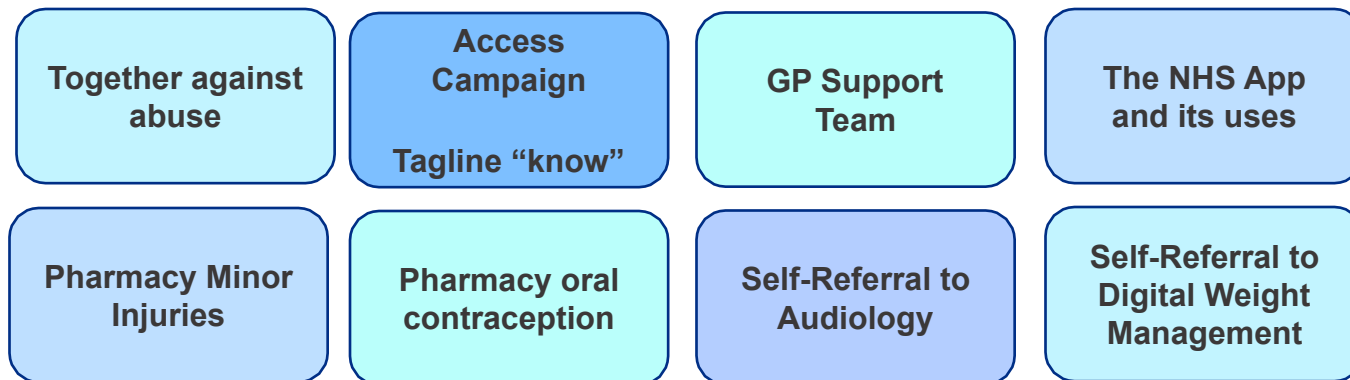 Together against
abuse
Access
Campaign
Tagline “know”
GP Support
Team
The NHS App
and its uses
Pharmacy Minor
Injuries
Pharmacy oral
contraception
Self-Referral to
Audiology
Self-Referral to
Digital Weight
Management